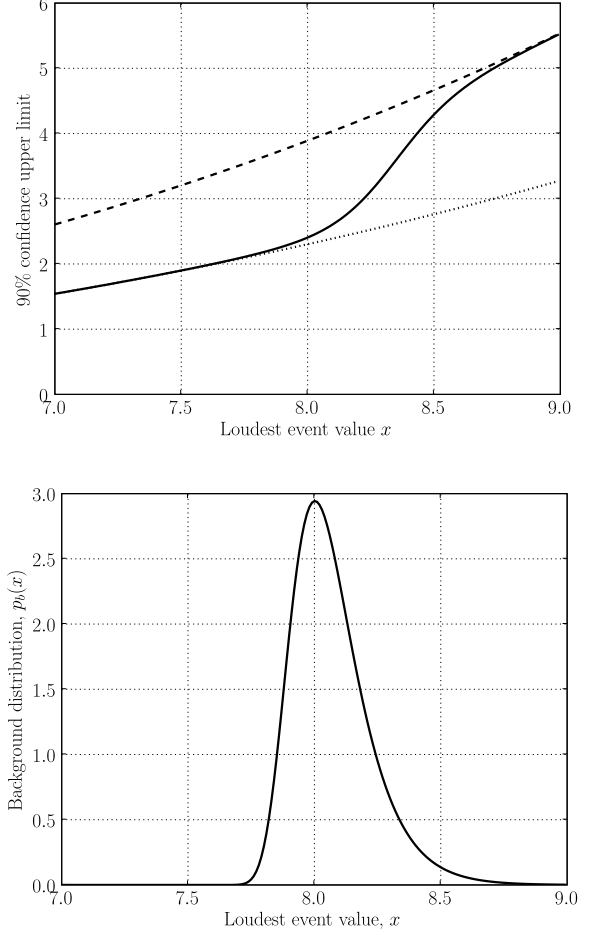 6
5
4
3
2
1
0
90% confidence upper limit
7.0 7.5 8.0 8.5 9.0
Loudest event value x
3.0
2.5
2.0
1.5
1.0
0.5
0.0
Background distribution, p_b(x)
7.0 7.5 8.0 8.5 9.0
Loudest event value, x